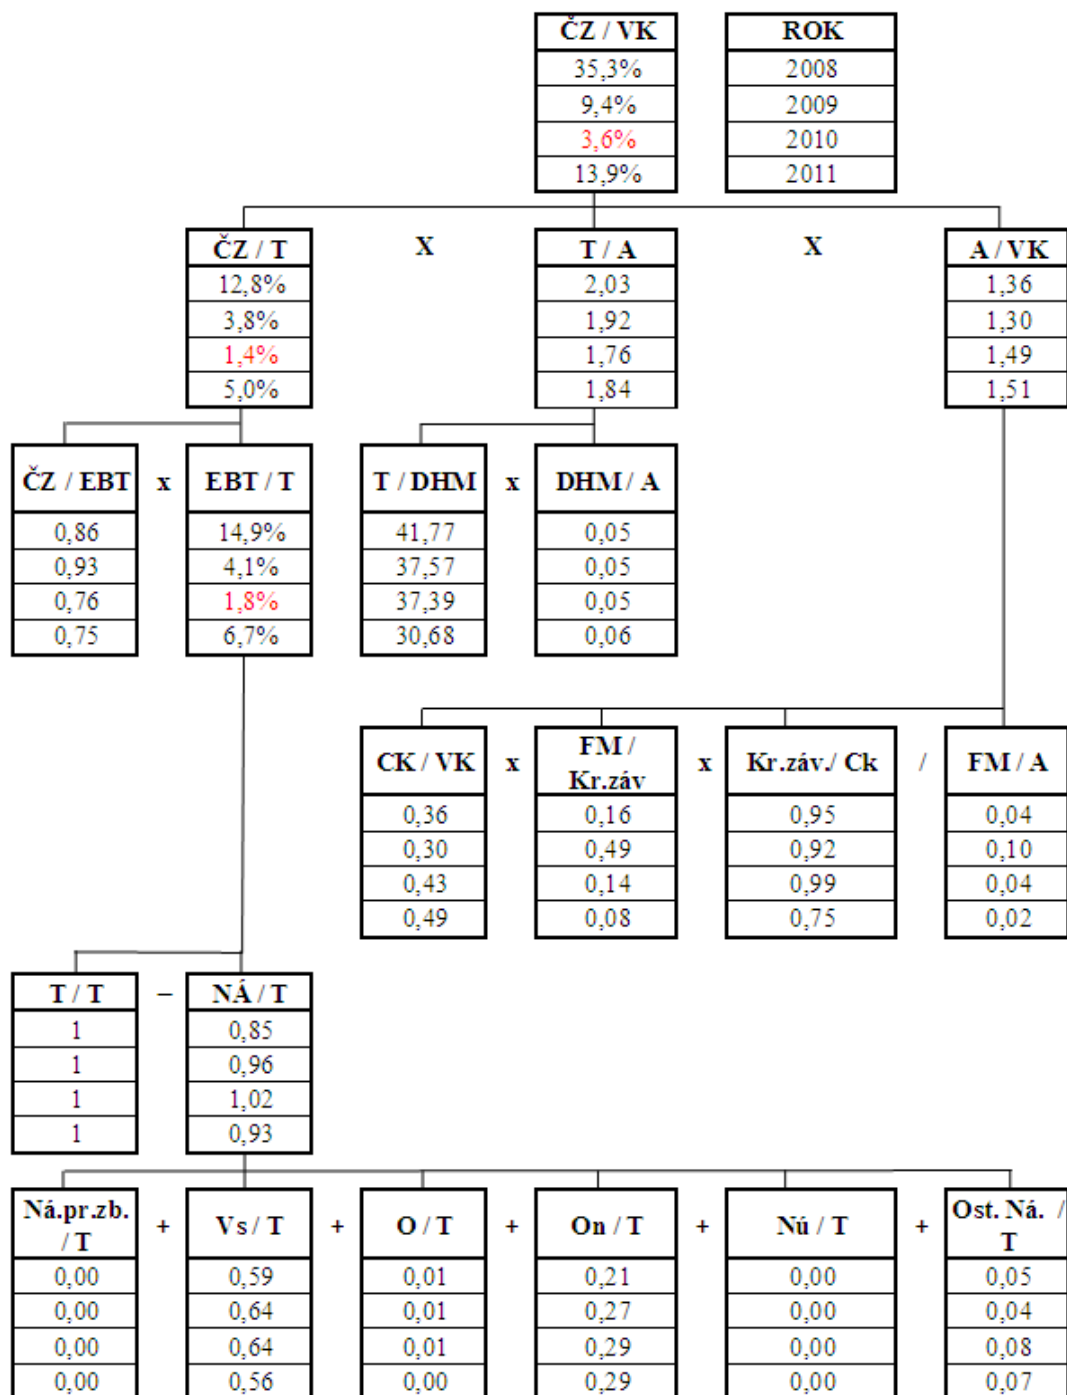 ČZ / VK ROK
35,3% 2008
9,4% 2009
3,6% 2010
13,9% 2011
ČZ / T X T / A X A / VK
12,8% 2,03 1,36
3,8% 1,92 1,30
1,4% 1,76 1,49
5,0% 1,84 1,51
ČZ / EBT x EBT / T T / DHM x DHM / A
0,86 14,9% 41,77 0,05
0,93 4,1% 37,57 0,05
0,76 1,8% 37,39 0,05
0,75 6,7% 30,68 0,06
CK / VK x FM / Kr.záv x Kr.záv./ Ck / FM / A
0,36 0,16 0,95 0,04
0,30 0,49 0,92 0,10
0,43 0,14 0,99 0,04
0,49 0,08 0,75 0,02
T / T – NÁ / T
1 0,85
1 0,96
1 1,02
1 0,93
Ná.pr.zb. / T + Vs / T + O / T + On / T + Nú / T + Ost. Ná. / T
0,00 0,59 0,01 0,21 0,00 0,05
0,00 0,64 0,01 0,27 0,00 0,04
0,00 0,64 0,01 0,29 0,00 0,08
0,00 0,56 0,00 0,29 0,00 0,07